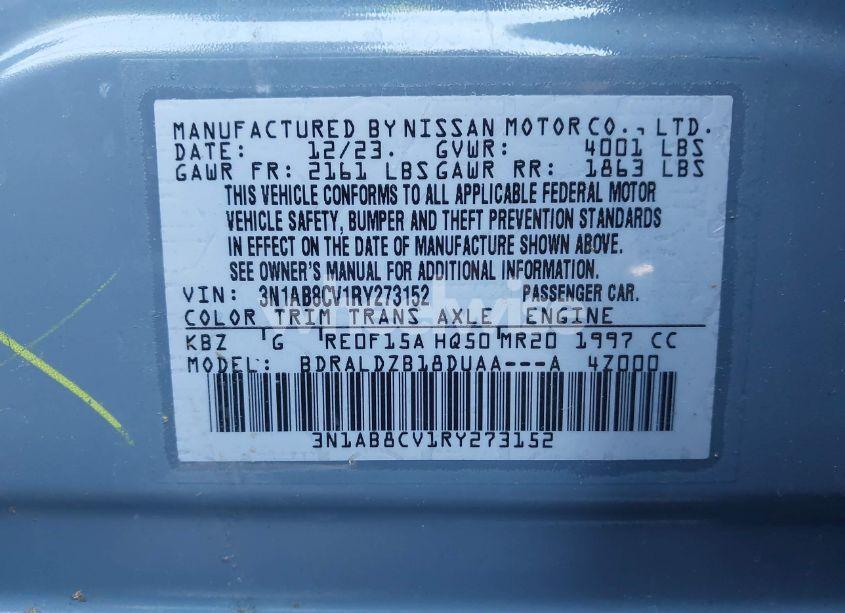 MANUFACTURED BY NISSAN MOTOR CO., LTD.
DATE: 12/23. GVWR: 4001 LBS
GAWR FR: 2161 LBS GAWR RR: 1863 LBS
THIS VEHICLE CONFORMS TO ALL APPLICABLE FEDERAL MOTOR
VEHICLE SAFETY, BUMPER AND THEFT PREVENTION STANDARDS
IN EFFECT ON THE DATE OF MANUFACTURE SHOWN ABOVE.
SEE OWNER'S MANUAL FOR ADDITIONAL INFORMATION.
VIN: 3N1AB8CV1RY273152 PASSENGER CAR.
COLOR TRIM TRANS AXLE ENGINE
KBZ G RE0F15A HQ50 MR20 1997 CC
MODEL: BDRALDZB18DUAA---A 4Z000
3N1AB8CV1RY273152